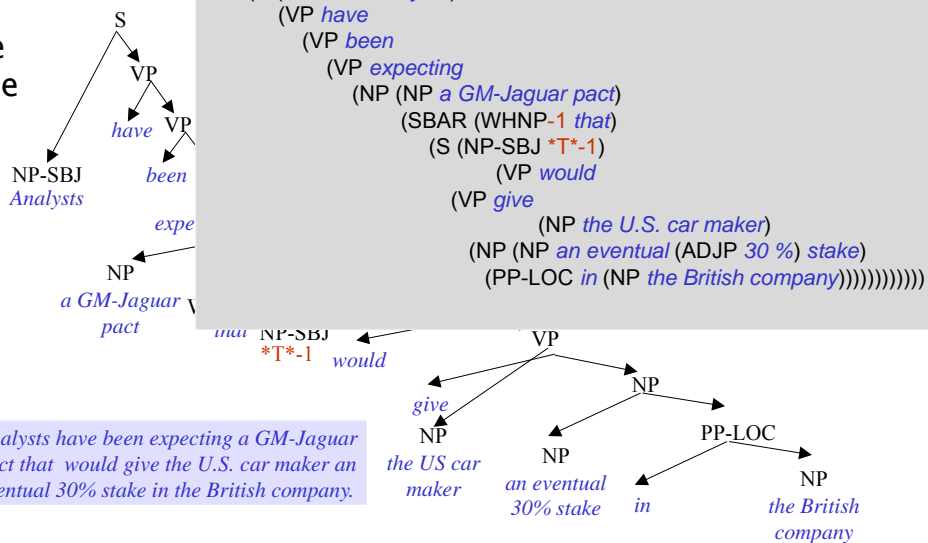 S
VP
have
VP
NP-SBJ
been
Analysts
NP
a GM-Jaguar
pact
(VP have
(VP been
(VP expecting
(NP (NP a GM-Jaguar pact)
(SBAR (WHNP-1 that)
(S (NP-SBJ *T*-1)
(VP would
(VP give
(NP the U.S. car maker)
(NP (NP an eventual (ADJP 30 %) stake)
(PP-LOC in (NP the British company))))))))))))
that NP-SBJ
*T*-1 would
VP
give
NP
NP
the US car
maker
PP-LOC
NP
an eventual
30% stake
in
NP
the British
company
alysts have been expecting a GM-Jaguar
ct that would give the U.S. car maker an
entual 30% stake in the British company.